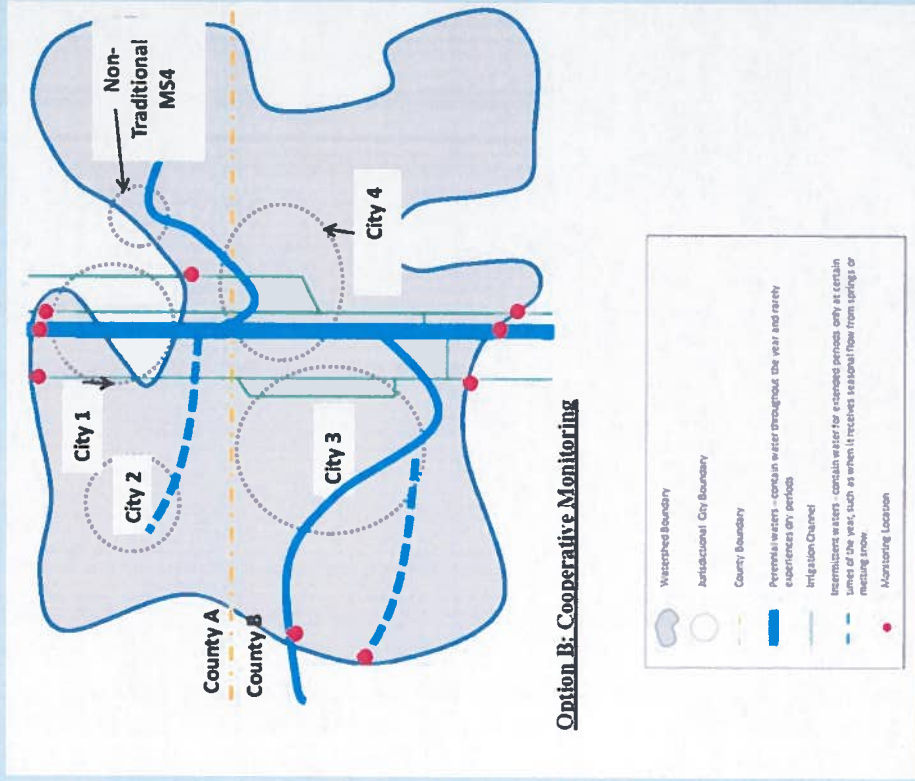 Non-
Traditional
MS4
City 1
City 2
City 4
City 3
County A
County B
Option B: Cooperative Monitoring
Watershed Boundary
Jurisdictional City Boundary
County Boundary
Perennial waters - contain water throughout the year and rarely
experiences dry periods
Irrigation Channel
Intermittent waters - contain water for extended periods only at certain
times of the year, such as when it receives seasonal flow from springs or
melting snow.
Monitoring Location